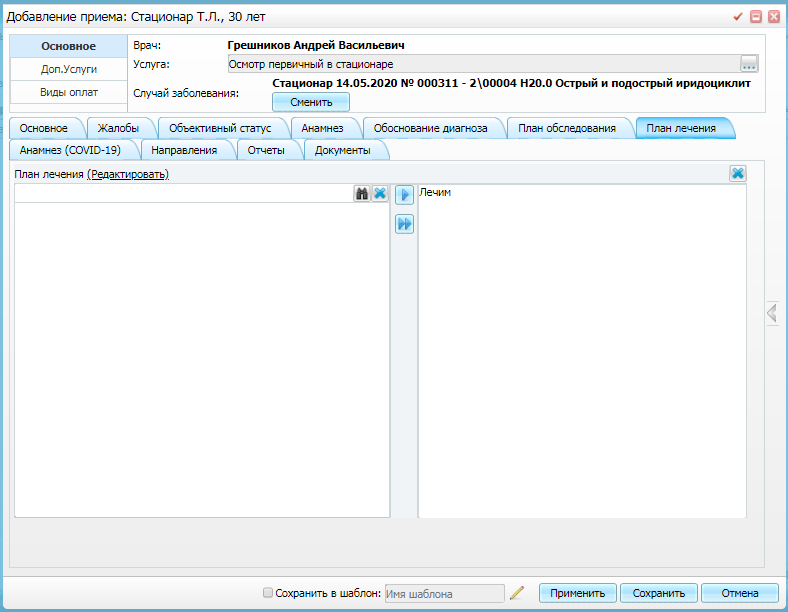 Добавление приема: Стационар Т.Л., 30 лет
Основное
Доп.Услуги
Виды оплат
Врач: Грешников Андрей Васильевич
Услуга: Осмотр первичный в стационаре ...
Случай заболевания: Стационар 14.05.2020 № 000311 - 2\00004 H20.0 Острый и подострый иридоциклит
Сменить
Основное Жалобы Объективный статус Анамнез Обоснование диагноза План обследования План лечения
Анамнез (COVID-19) Направления Отчеты Документы
План лечения (Редактировать)
Лечим
Сохранить в шаблон: Имя шаблона Применить Сохранить Отмена